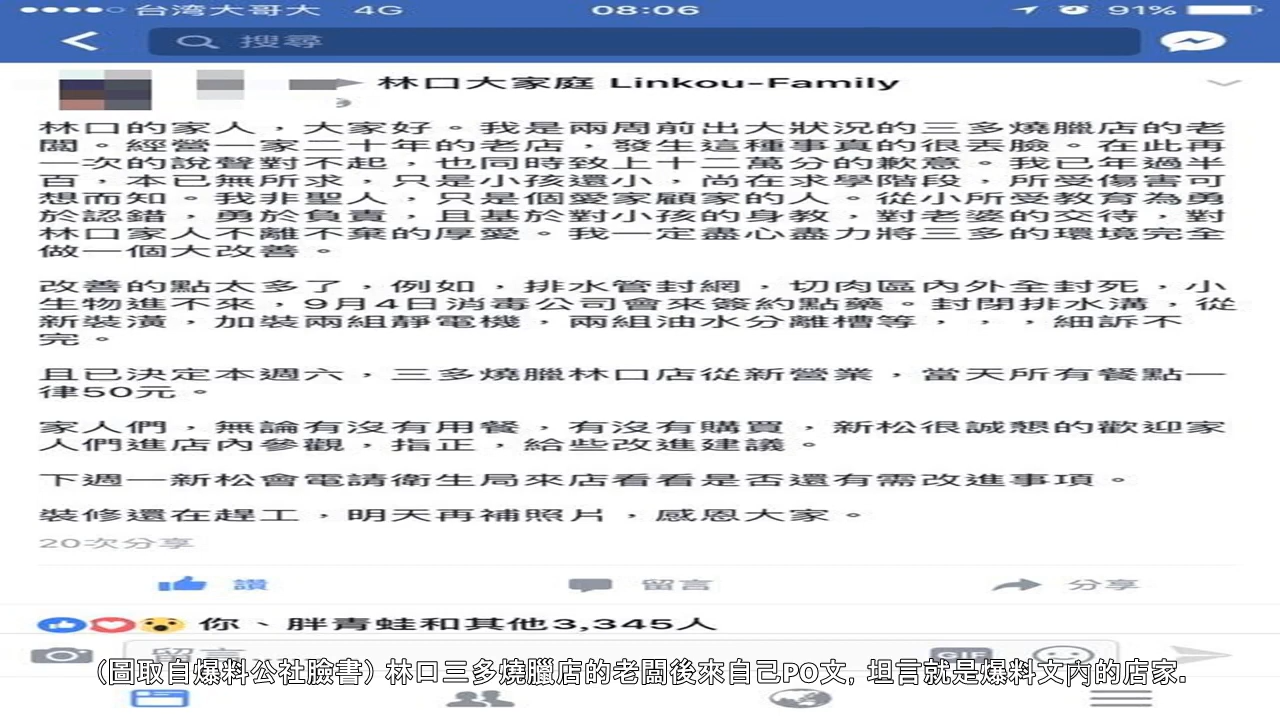 台湾大哥大 4G 08:06 91%
搜尋
林口大家庭 Linkou-Family
林口的家人，大家好。我是兩周前出大狀況的三多燒臘店的老
闆。經營一家二十年的老店，發生這種事真的很丟臉。在此再
一次的說聲對不起，也同時致上十二萬分的歉意。我已年過半
百，本已無所求，只是小孩還小，尚在求學階段，所受傷害可
想而知。我非聖人，只是個愛家顧家的人。從小所受教育為勇
於認錯，勇於負責，且基於對小孩的身教，對老婆的交待，對
林口家人不離不棄的厚愛。我一定盡心盡力將三多的環境完全
做一個大改善。
改善的點太多了，例如，排水管封網，切肉區內外全封死，小
生物進不來，9月4日消毒公司會來簽約點藥。封閉排水溝，從
新裝潢，加裝兩組靜電機，兩組油水分離槽等，，，細訴不
完。
且已決定本週六，三多燒臘林口店從新營業，當天所有餐點一
律50元。
家人們，無論有沒有用餐，有沒有購買，新松很誠懇的歡迎家
人們進店內參觀，指正，給些改進建議。
下週一新松會電請衛生局來店看看是否還有需改進事項。
裝修還在趕工，明天再補照片，感恩大家。
20次分享
讚 留言 分享
你、胖青蛙和其他3,345人
留言 GIF
(圖取自爆料公社臉書) 林口三多燒臘店的老闆後來自己PO文, 坦言就是爆料文內的店家.